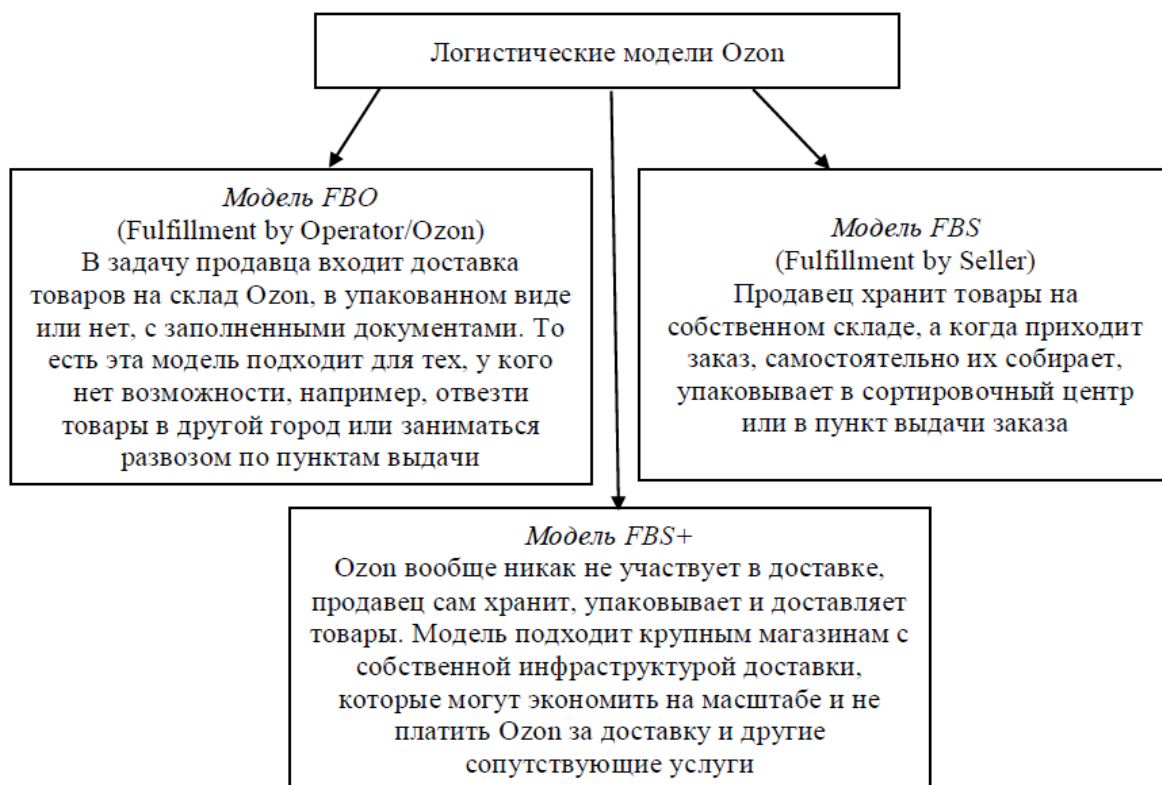 Логистические модели Ozon
Модель FBO
(Fulfillment by Operator/Ozon)
В задачу продавца входит доставка
товаров на склад Ozon, в упакованном виде
или нет, с заполненными документами. То
есть эта модель подходит для тех, у кого
нет возможности, например, отвезти
товары в другой город или заниматься
развозом по пунктам выдачи
Модель FBS
(Fulfillment by Seller)
Продавец хранит товары на
собственном складе, а когда приходит
заказ, самостоятельно их собирает,
упаковывает в сортировочный центр
или в пункт выдачи заказа
Модель FBS+
Ozon вообще никак не участвует в доставке,
продавец сам хранит, упаковывает и доставляет
товары. Модель подходит крупным магазинам с
собственной инфраструктурой доставки,
которые могут экономить на масштабе и не
платить Ozon за доставку и другие
сопутствующие услуги